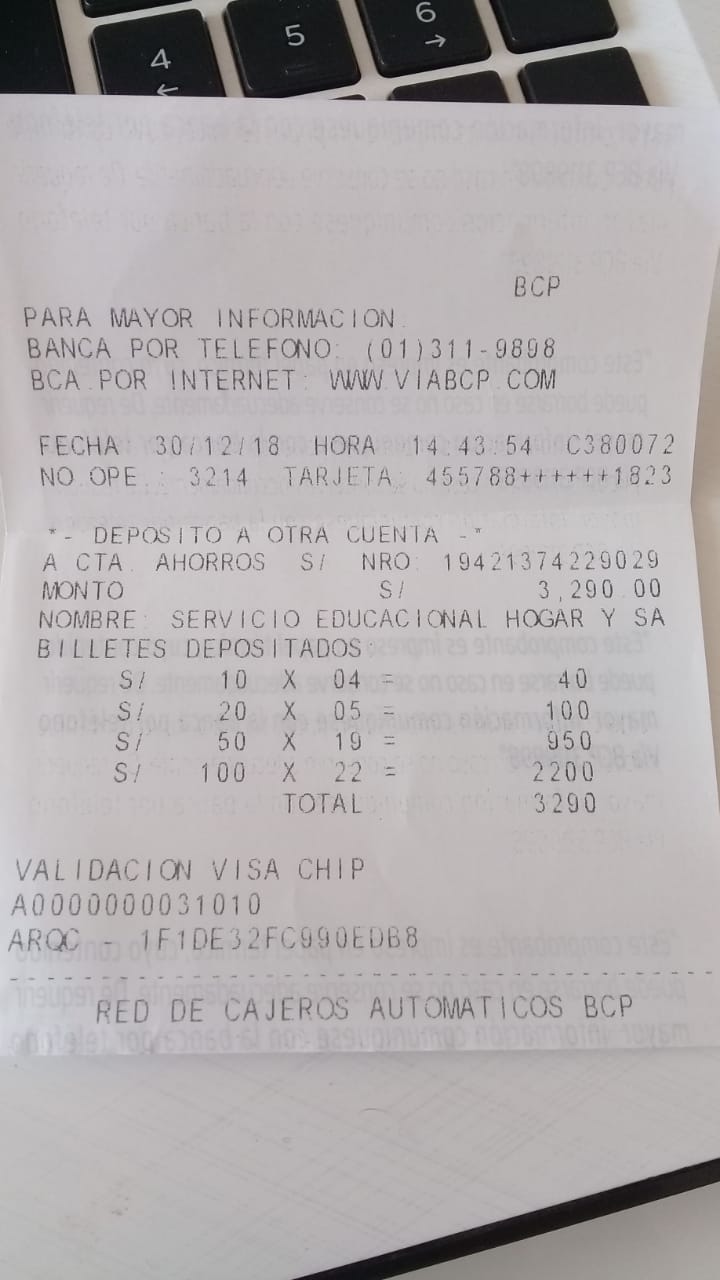 4
←
5
6
→
BCP
PARA MAYOR INFORMACION.
BANCA POR TELEFONO: (01)311-9898
BCA.POR INTERNET: WWW.VIABCP.COM
FECHA: 30/12/18 HORA: 14:43:54 C380072
NO.OPE.: 3214 TARJETA: 455788++++++1823
*- DEPOSITO A OTRA CUENTA -*
A CTA. AHORROS S/ NRO: 19421374229029
MONTO S/ 3,290.00
NOMBRE: SERVICIO EDUCACIONAL HOGAR Y SA
BILLETES DEPOSITADOS:
S/ 10 X 04 = 40
S/ 20 X 05 = 100
S/ 50 X 19 = 950
S/ 100 X 22 = 2200
TOTAL 3290
VALIDACION VISA CHIP
A0000000031010
ARQC - 1F1DE32FC990EDB8
RED DE CAJEROS AUTOMATICOS BCP